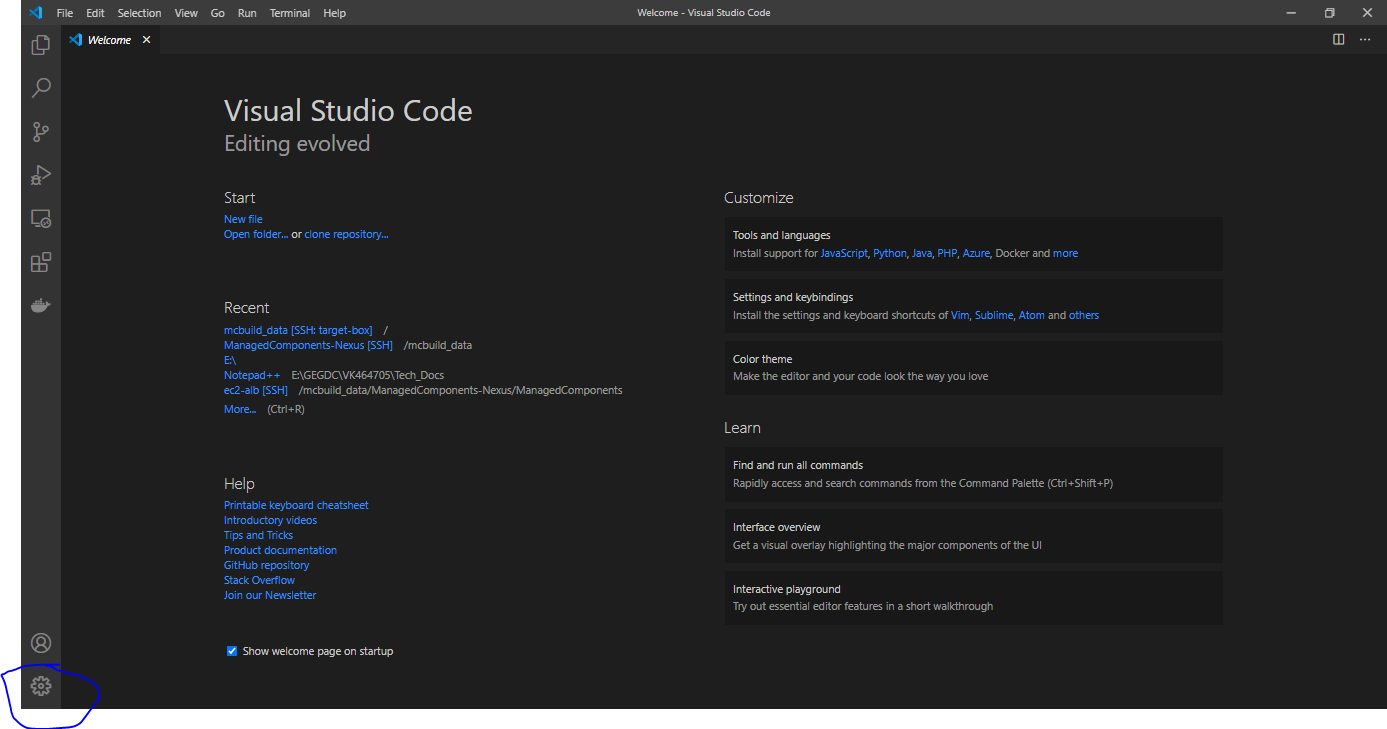 File Edit Selection View Go Run Terminal Help Welcome - Visual Studio Code
Welcome
Visual Studio Code
Editing evolved
Start
New file
Open folder... or clone repository...
Recent
mcbuild_data [SSH: target-box] /
ManagedComponents-Nexus [SSH] /mcbuild_data
E:\
Notepad++ E:\GEGDC\VK464705\Tech_Docs
ec2-alb [SSH] /mcbuild_data/ManagedComponents-Nexus/ManagedComponents
More... (Ctrl+R)
Help
Printable keyboard cheatsheet
Introductory videos
Tips and Tricks
Product documentation
GitHub repository
Stack Overflow
Join our Newsletter
Show welcome page on startup
Customize
Tools and languages
Install support for JavaScript, Python, Java, PHP, Azure, Docker and more
Settings and keybindings
Install the settings and keyboard shortcuts of Vim, Sublime, Atom and others
Color theme
Make the editor and your code look the way you love
Learn
Find and run all commands
Rapidly access and search commands from the Command Palette (Ctrl+Shift+P)
Interface overview
Get a visual overlay highlighting the major components of the UI
Interactive playground
Try out essential editor features in a short walkthrough